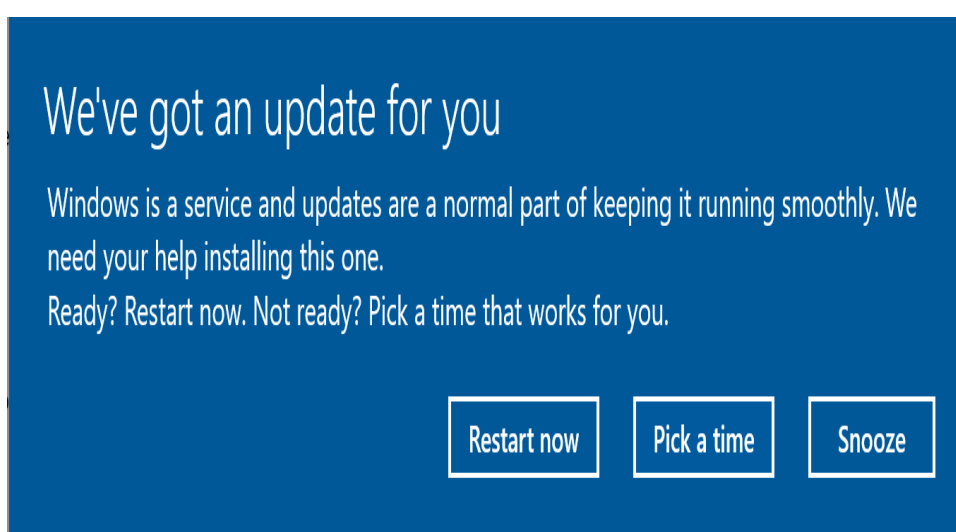 We've got an update for you
Windows is a service and updates are a normal part of keeping it running smoothly. We
need your help installing this one.
Ready? Restart now. Not ready? Pick a time that works for you.
Restart now Pick a time Snooze